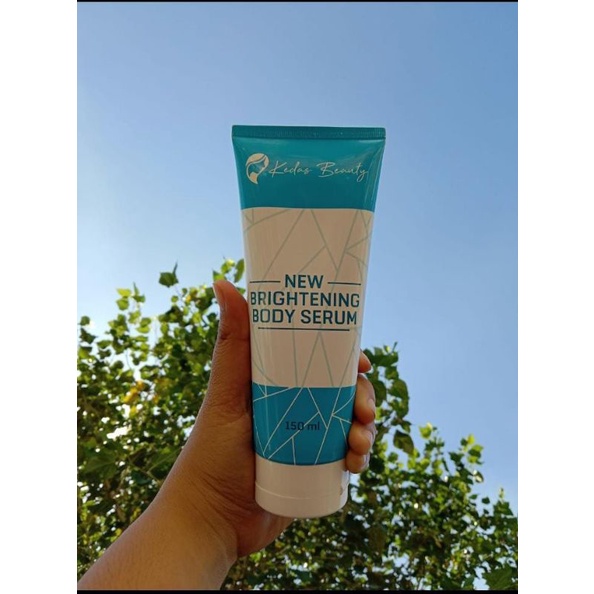 Kedas Beauty
NEW
BRIGHTENING
BODY SERUM
150 ml